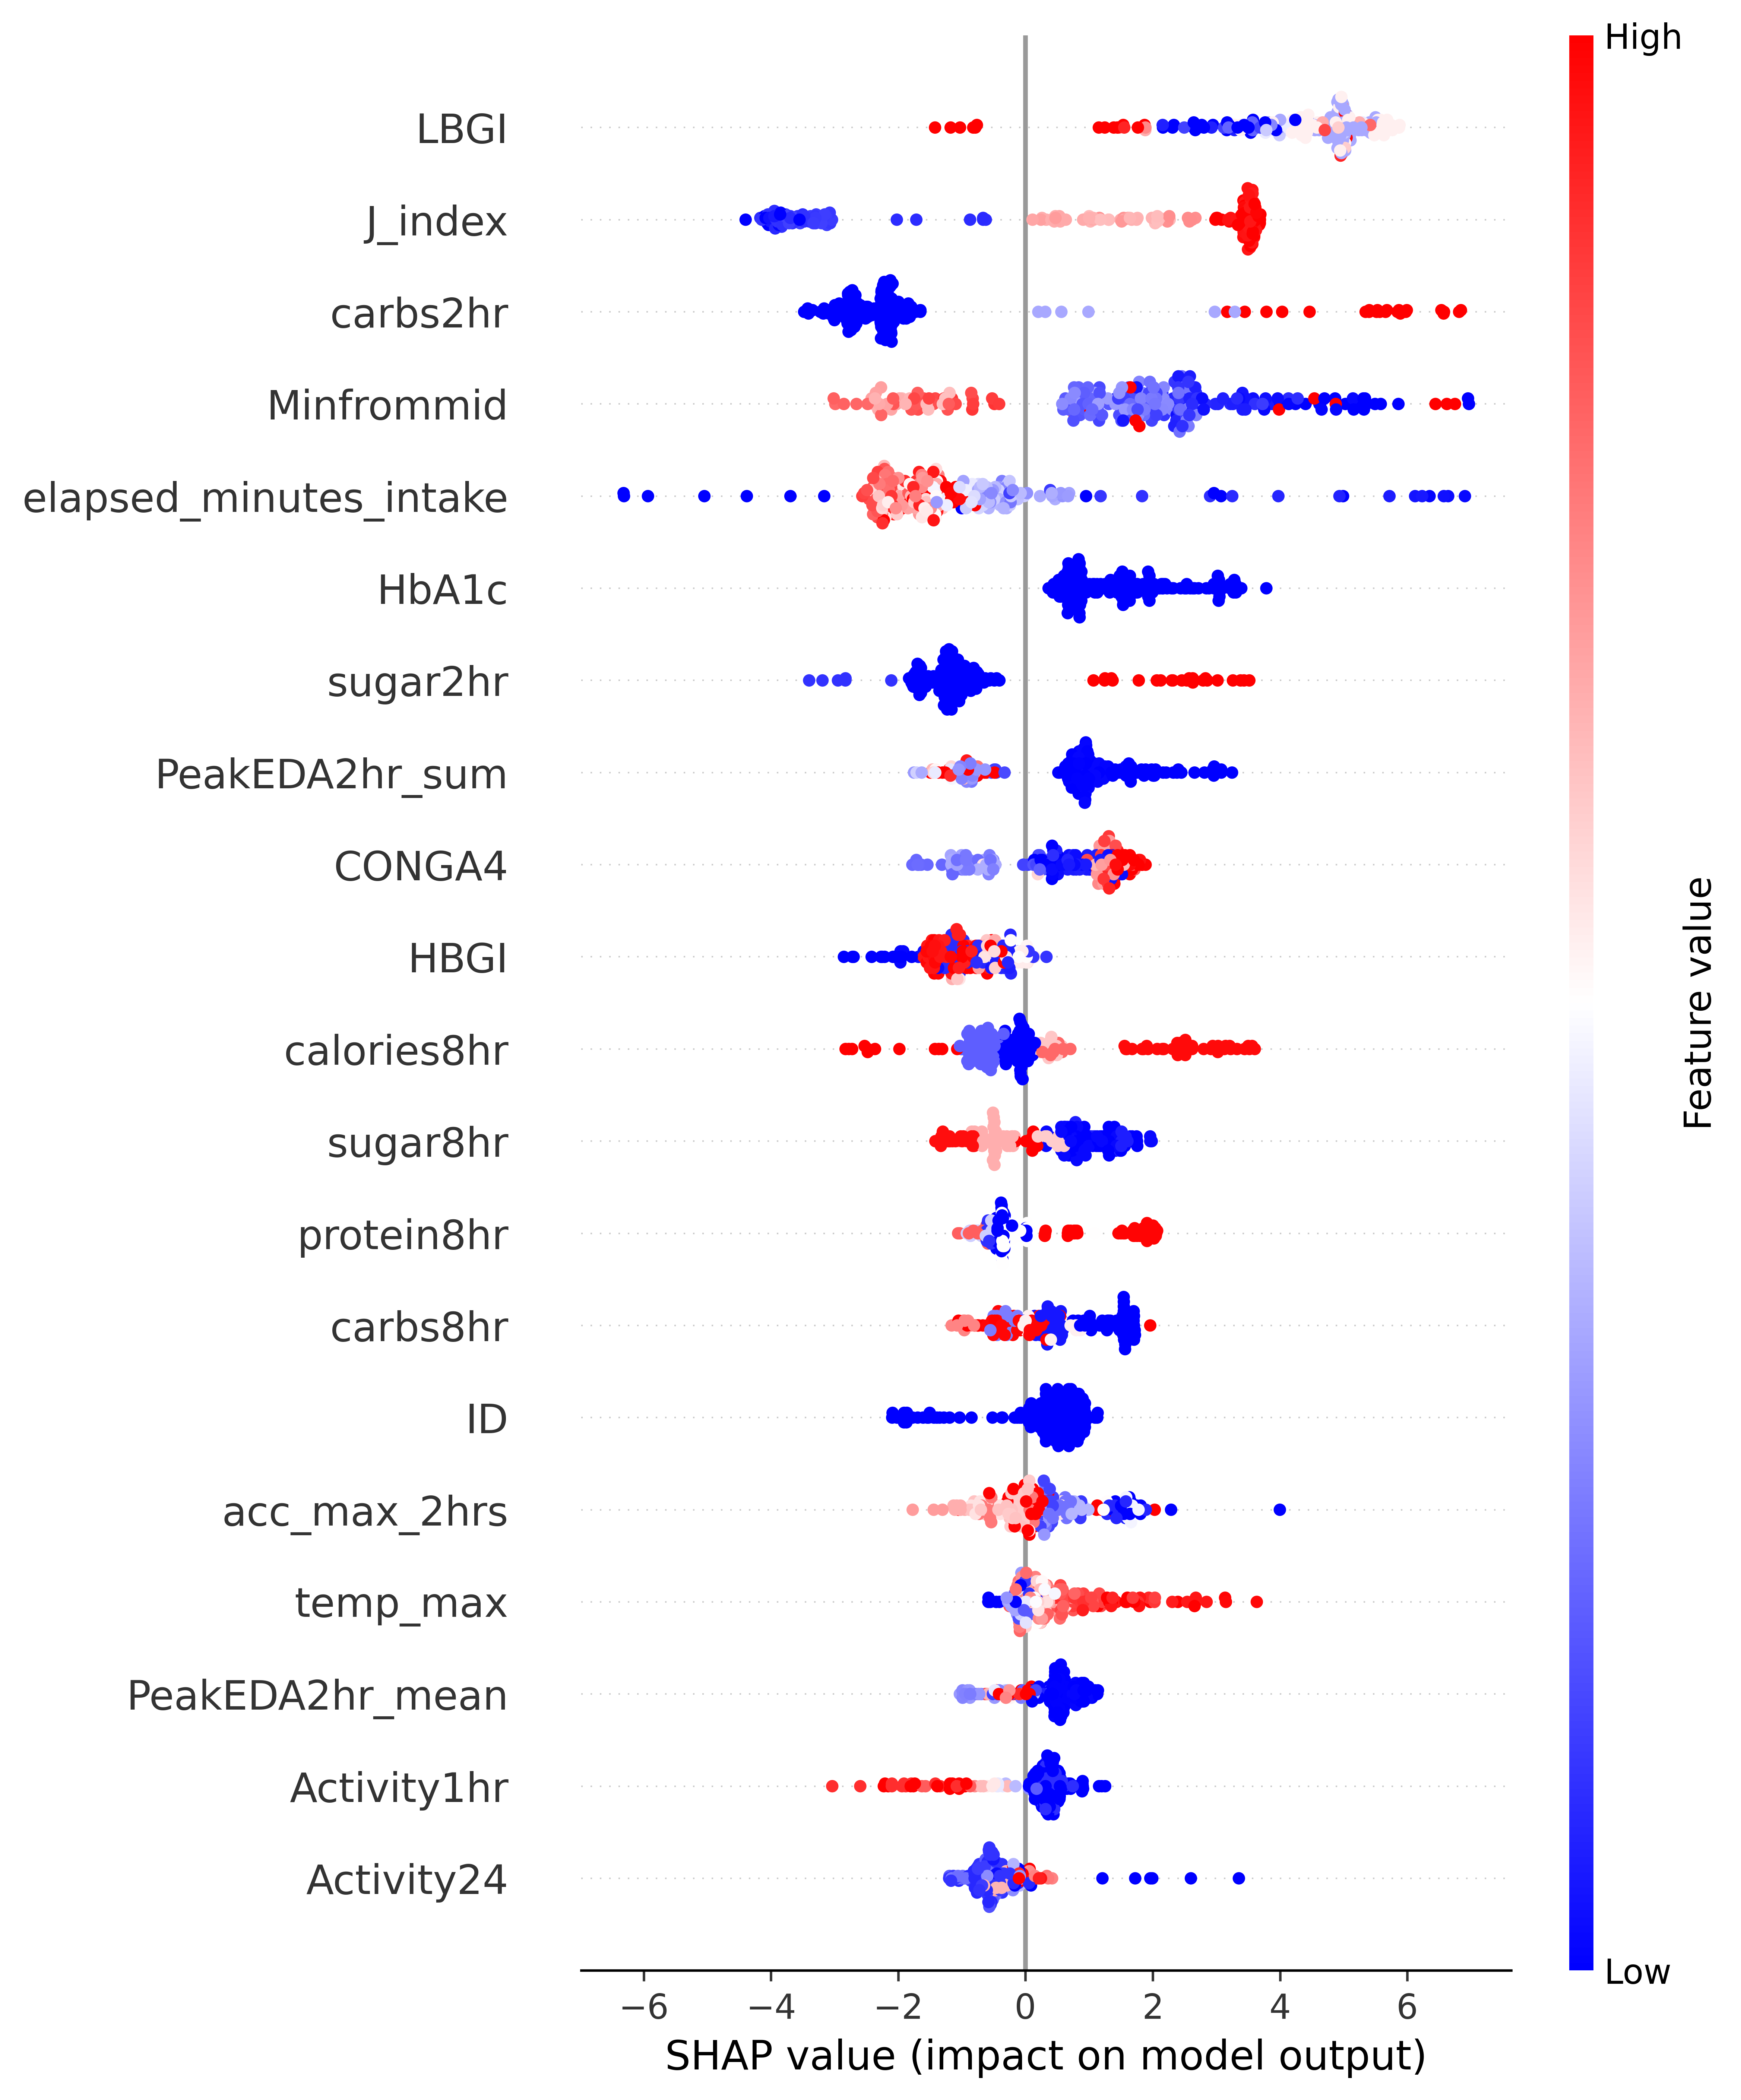 High
LBGI
J_index
carbs2hr
Minfrommid
elapsed_minutes_intake
HbA1c
sugar2hr
PeakEDA2hr_sum
CONGA4
HBGI
calories8hr
sugar8hr
protein8hr
carbs8hr
ID
acc_max_2hrs
temp_max
PeakEDA2hr_mean
Activity1hr
Activity24
Feature value
Low
−6 −4 −2 0 2 4 6
SHAP value (impact on model output)